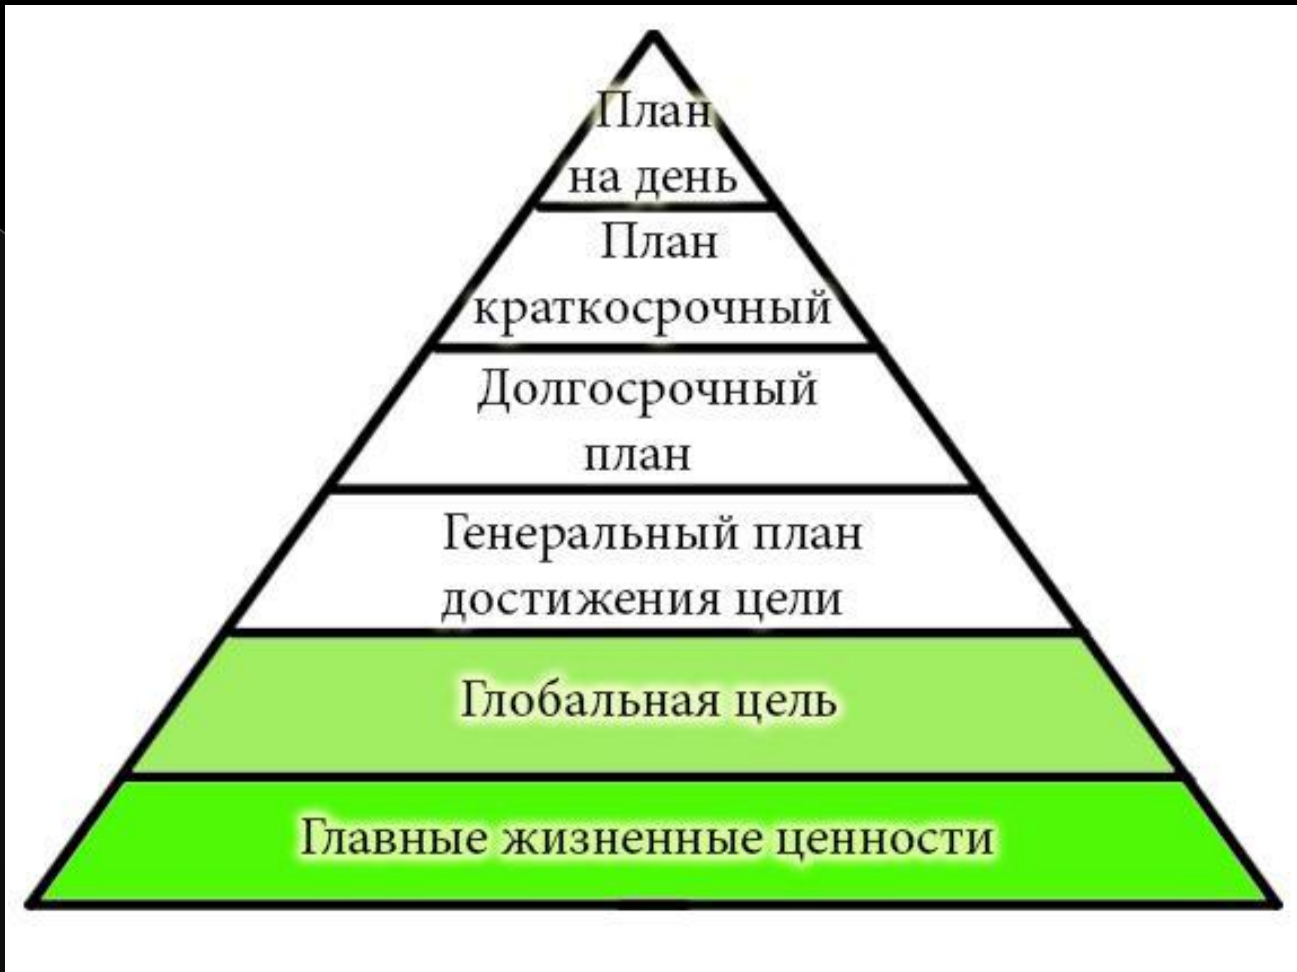 План
на день
План
краткосрочный
Долгосрочный
план
Генеральный план
достижения цели
Глобальная цель
Главные жизненные ценности